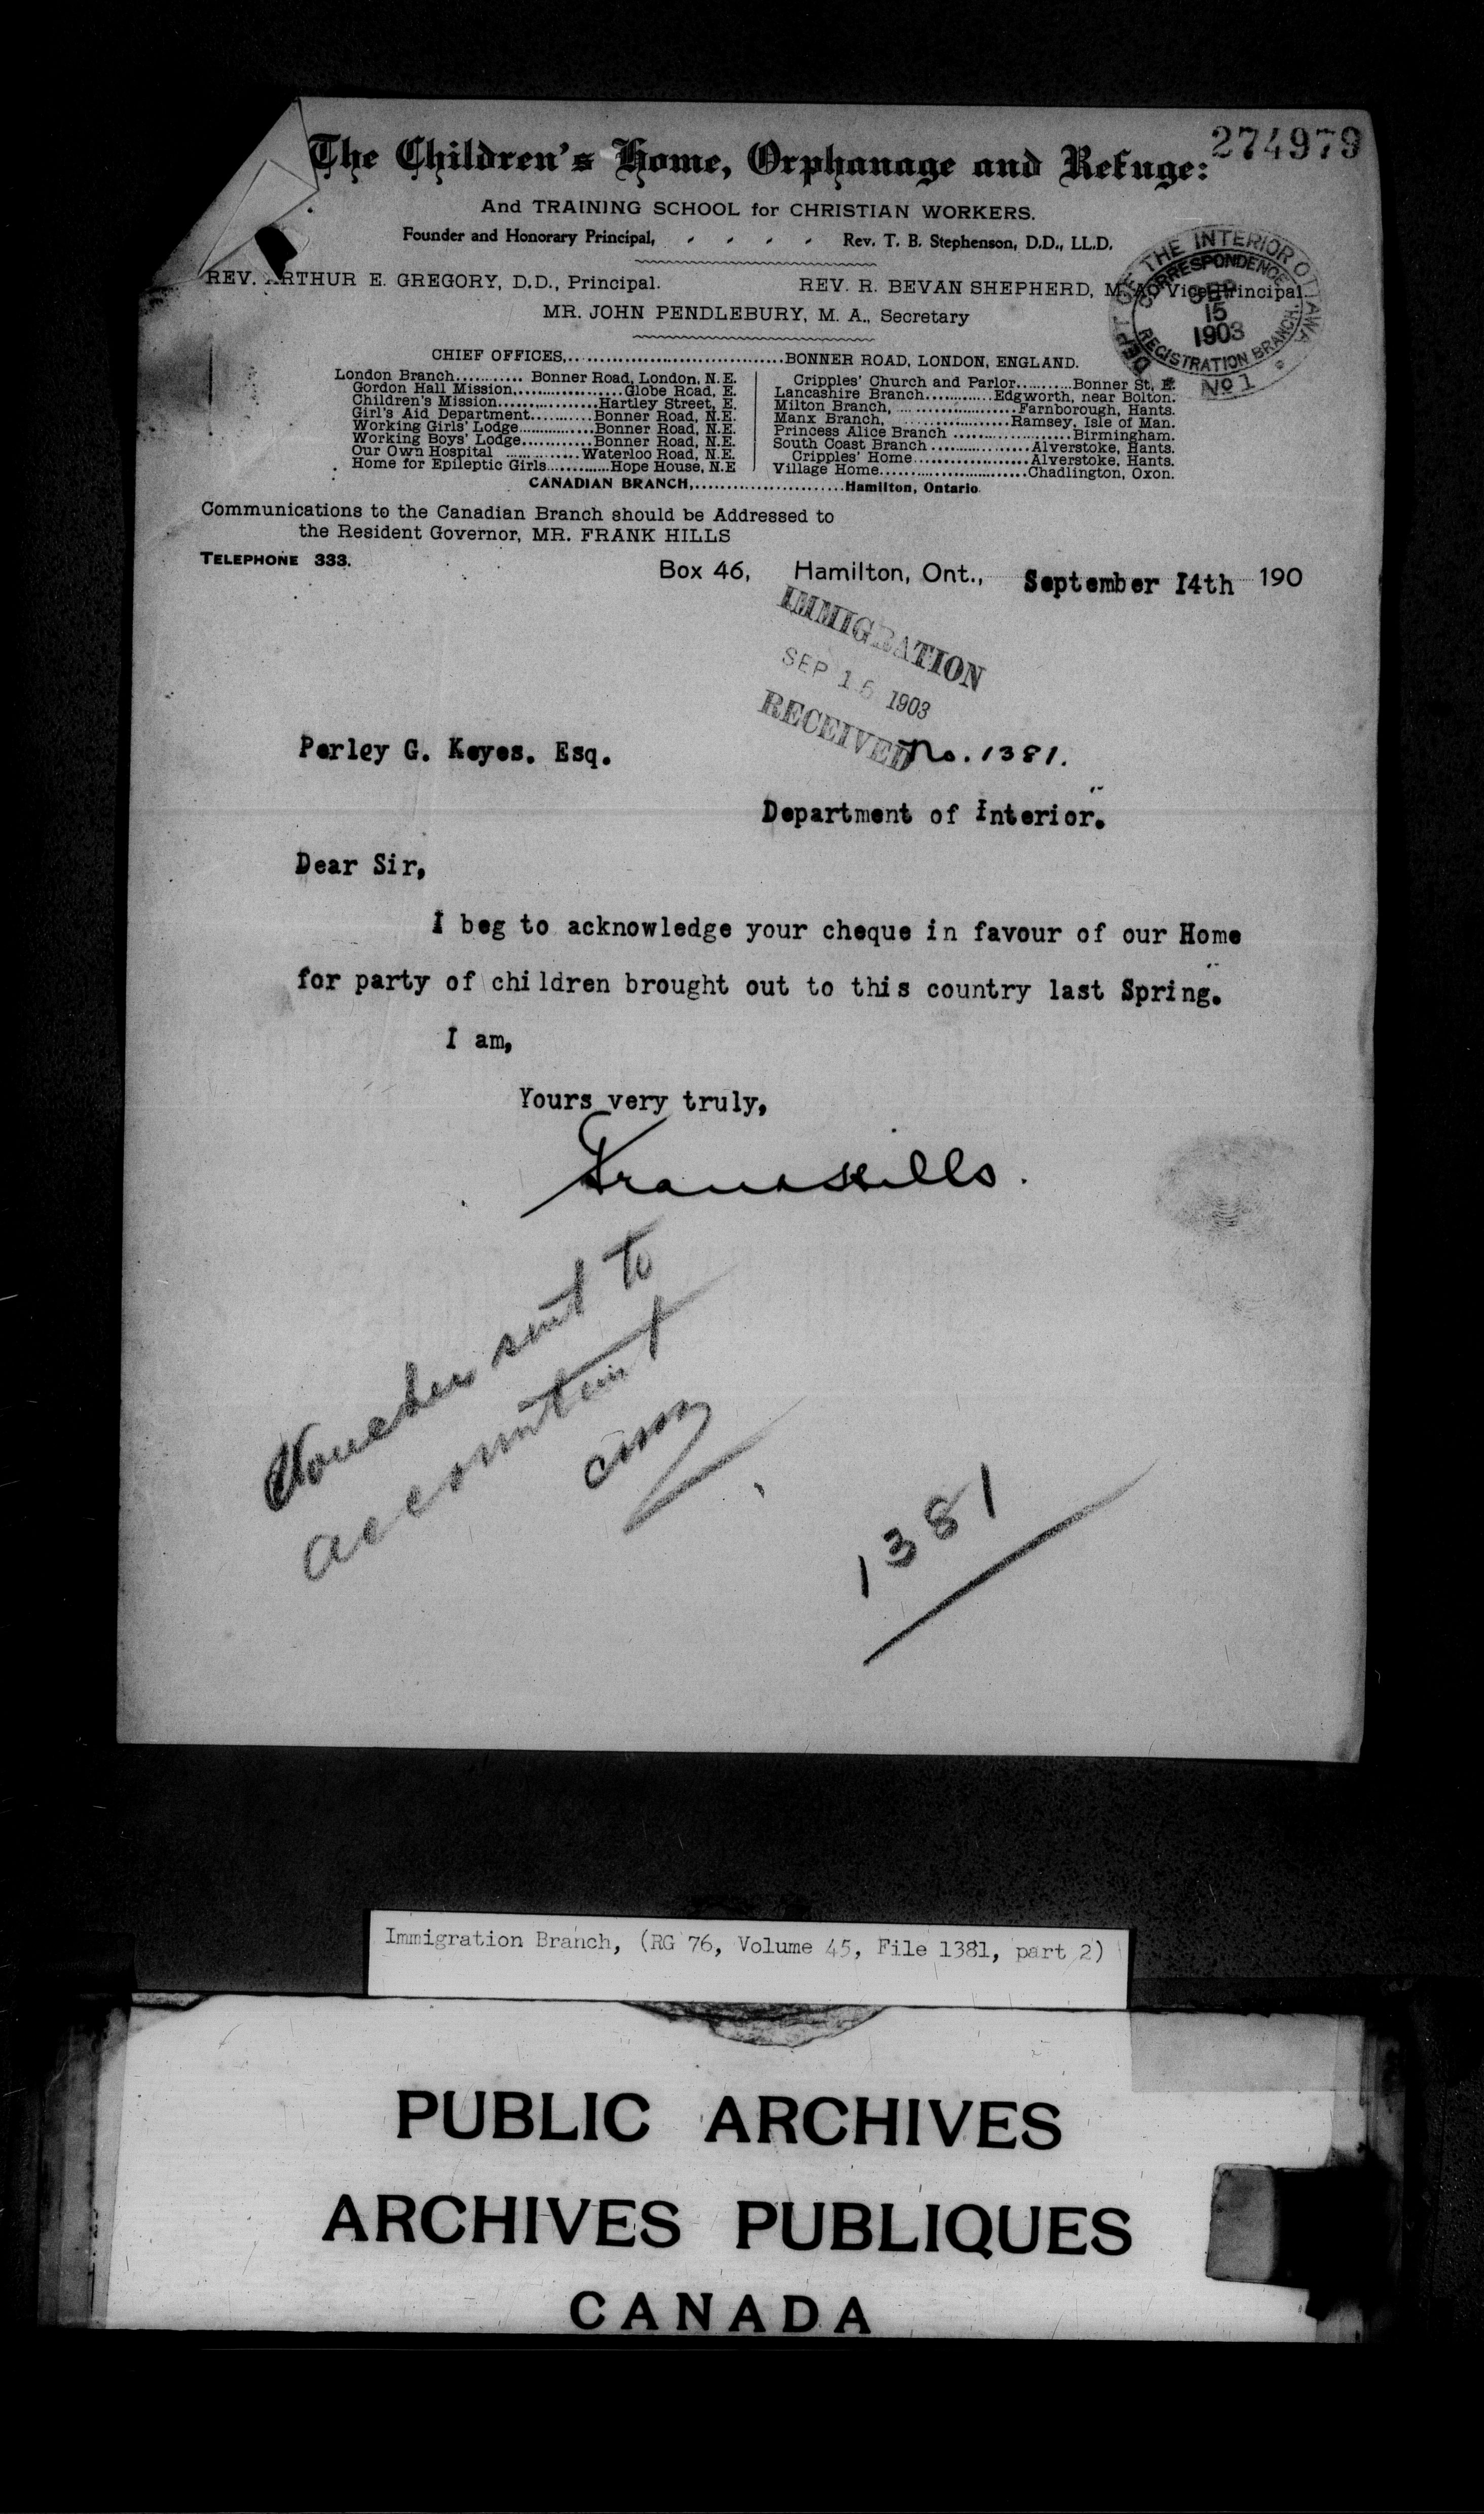 274979
The Children's Home, Orphanage and Refuge:
And TRAINING SCHOOL for CHRISTIAN WORKERS.
Founder and Honorary Principal, - - - - Rev. T. B. Stephenson, D.D., LL.D.
REV. ARTHUR E. GREGORY, D.D., Principal. REV. R. BEVAN SHEPHERD, M. A., Vice-Principal.
MR. JOHN PENDLEBURY, M. A., Secretary
DEPT OF THE INTERIOR OTTAWA
CORRESPONDENCE
SEP
15
1903
REGISTRATION BRANCH
No 1
CHIEF OFFICES,..................................BONNER ROAD, LONDON, ENGLAND.
London Branch........... Bonner Road, London, N.E.
Gordon Hall Mission,..................Globe Road, E.
Children's Mission................Hartley Street, E.
Girl's Aid Department..........Bonner Road, N.E.
Working Girls' Lodge..............Bonner Road, N.E.
Working Boys' Lodge............Bonner Road, N.E.
Our Own Hospital .............Waterloo Road, N.E.
Home for Epileptic Girls............Hope House, N.E
Cripples' Church and Parlor..........Bonner St, E.
Lancashire Branch............Edgworth, near Bolton.
Milton Branch, .....................Farnborough, Hants.
Manx Branch, ...................Ramsey, Isle of Man.
Princess Alice Branch .....................Birmingham.
South Coast Branch .................Alverstoke, Hants.
Cripples' Home....................Alverstoke, Hants.
Village Home..........................Chadlington, Oxon.
CANADIAN BRANCH,.......................Hamilton, Ontario.
Communications to the Canadian Branch should be Addressed to
the Resident Governor, MR. FRANK HILLS
TELEPHONE 333.
Box 46, Hamilton, Ont., September 14th 190
IMMIGRATION
SEP 15 1903
RECEIVED
No. 1381.
Perley G. Keyes. Esq.
Department of Interior.
Dear Sir,
I beg to acknowledge your cheque in favour of our Home
for party of children brought out to this country last Spring.
I am,
Yours very truly,
Frank Hills.
Voucher sent to
accountant
1381
Immigration Branch, (RG 76, Volume 45, File 1381, part 2)
PUBLIC ARCHIVES
ARCHIVES PUBLIQUES
CANADA